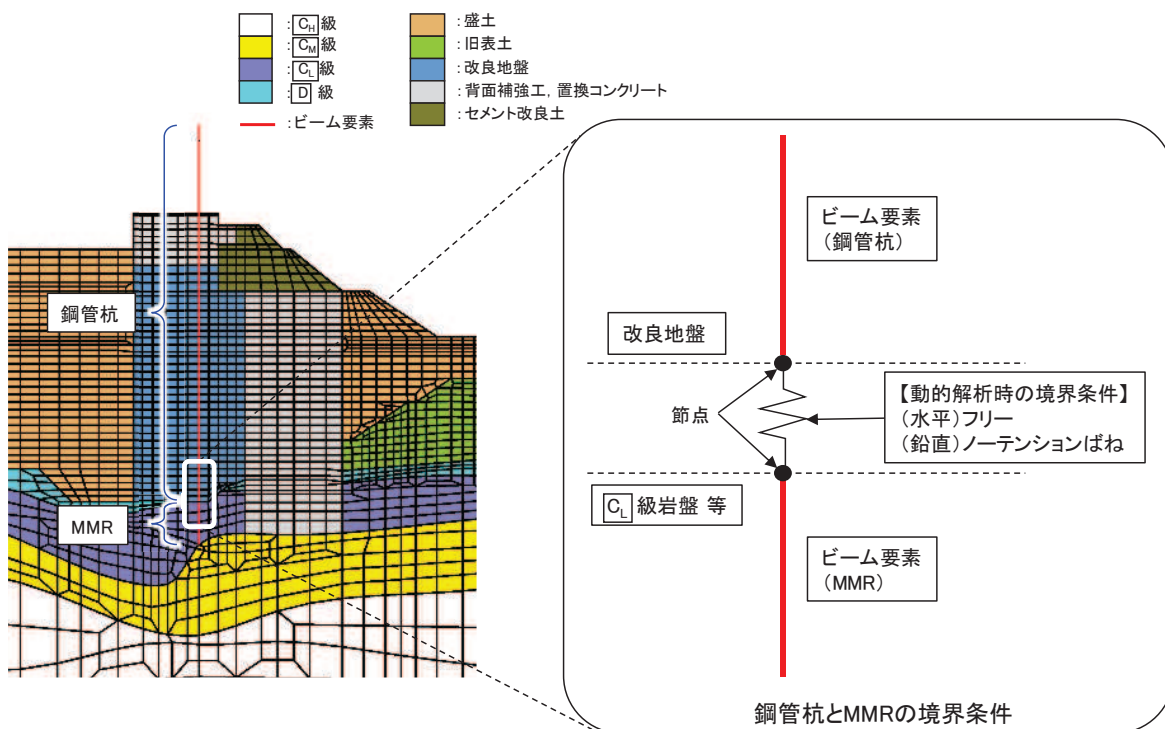 :CH級
:CM級
:CL級
:D 級
:ビーム要素
:盛土
:旧表土
:改良地盤
:背面補強工,置換コンクリート
:セメント改良土
鋼管杭
MMR
ビーム要素
(鋼管杭)
改良地盤
節点
【動的解析時の境界条件】
(水平)フリー
(鉛直)ノーテンションばね
CL級岩盤 等
ビーム要素
(MMR)
鋼管杭とMMRの境界条件